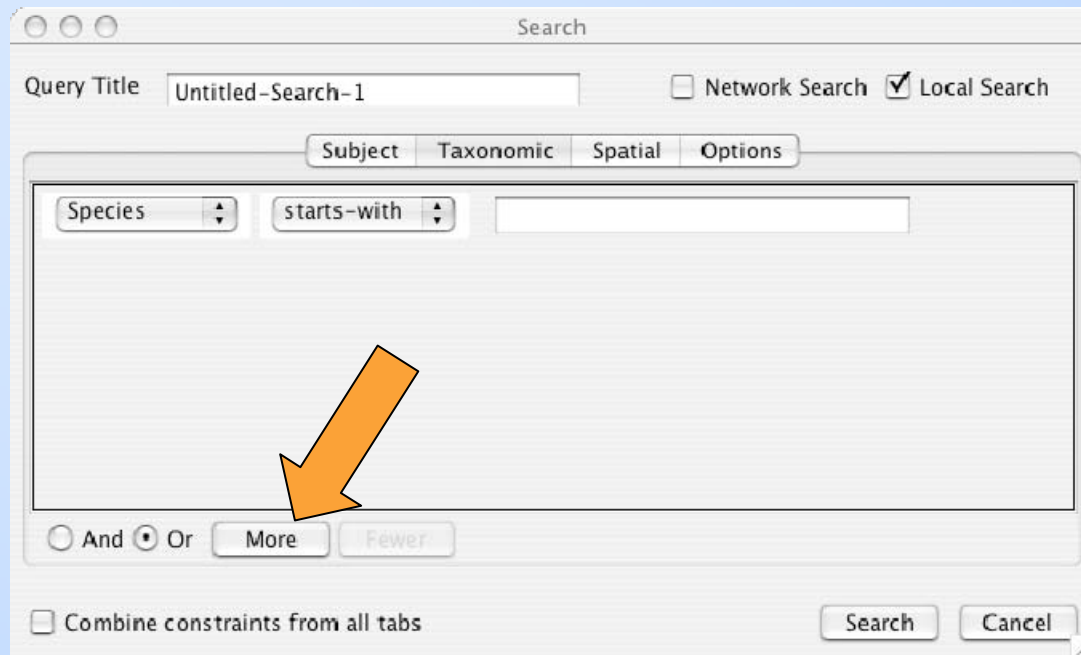 Search
Query Title Untitled-Search-1 Network Search Local Search
Subject Taxonomic Spatial Options
Species starts-with
And Or More Fewer
Combine constraints from all tabs Search Cancel